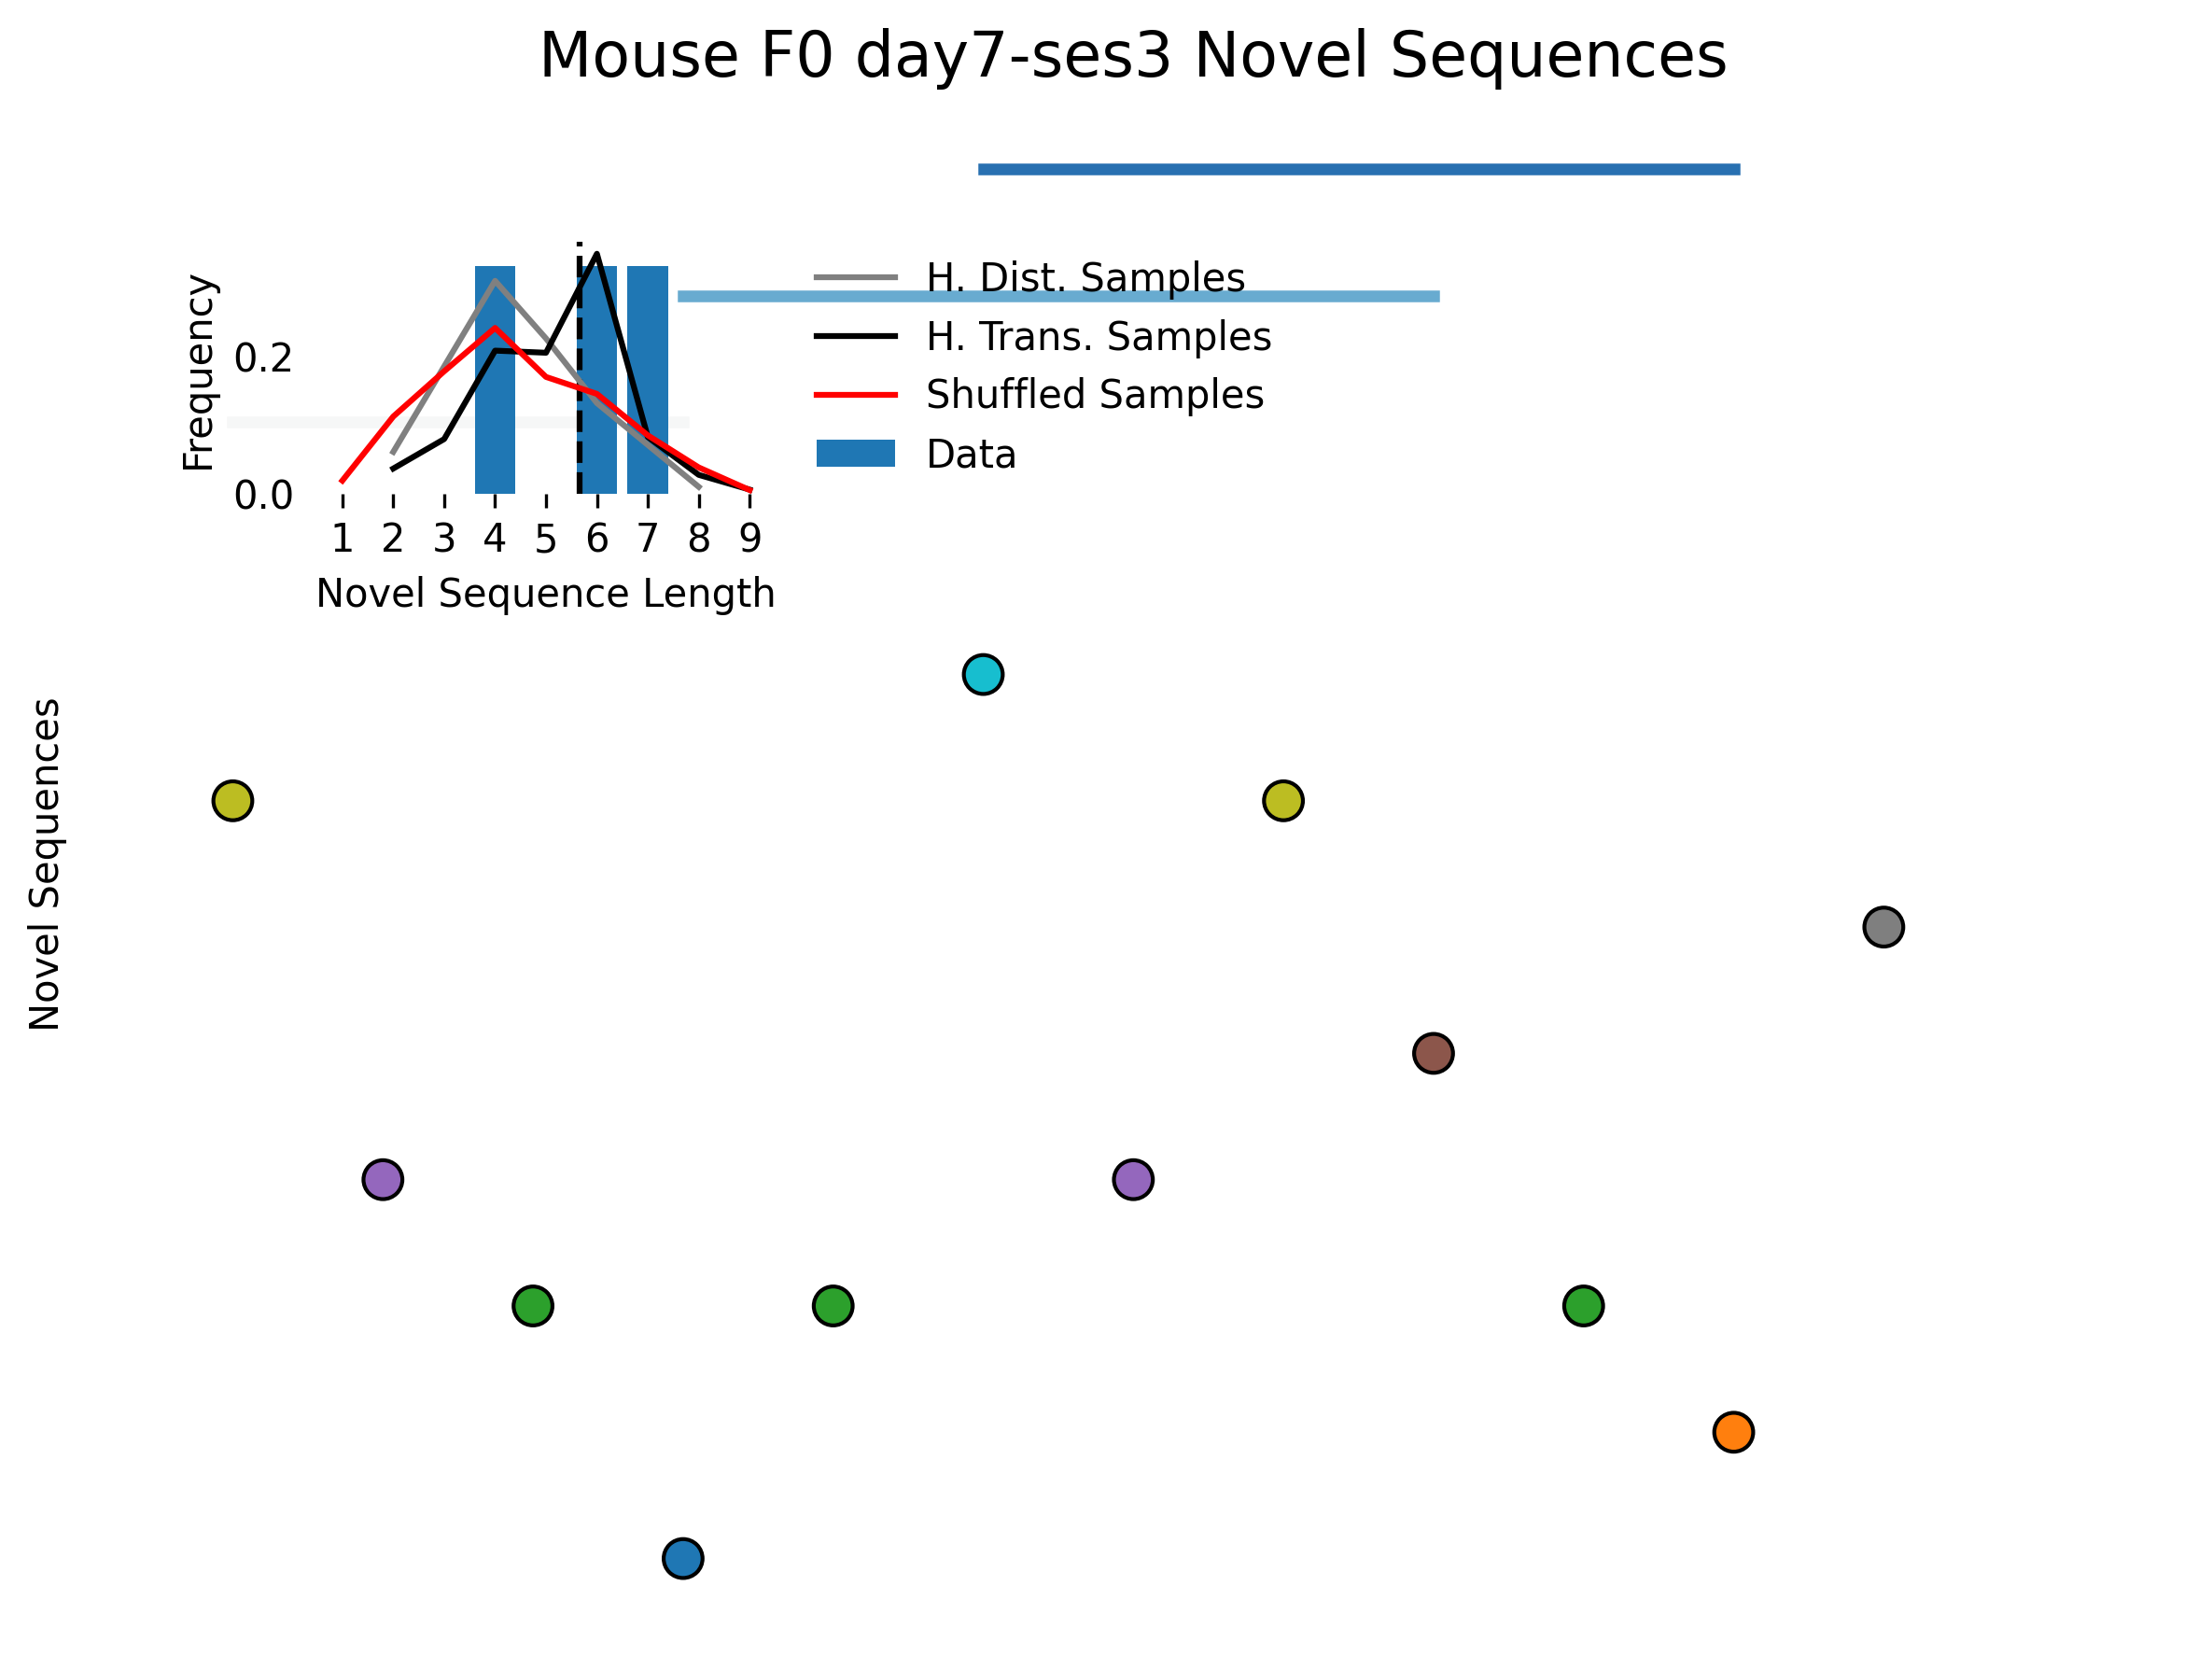 Mouse F0 day7-ses3 Novel Sequences
Frequency
0.2
0.0
1 2 3 4 5 6 7 8 9
Novel Sequence Length
H. Dist. Samples
H. Trans. Samples
Shuffled Samples
Data
Novel Sequences